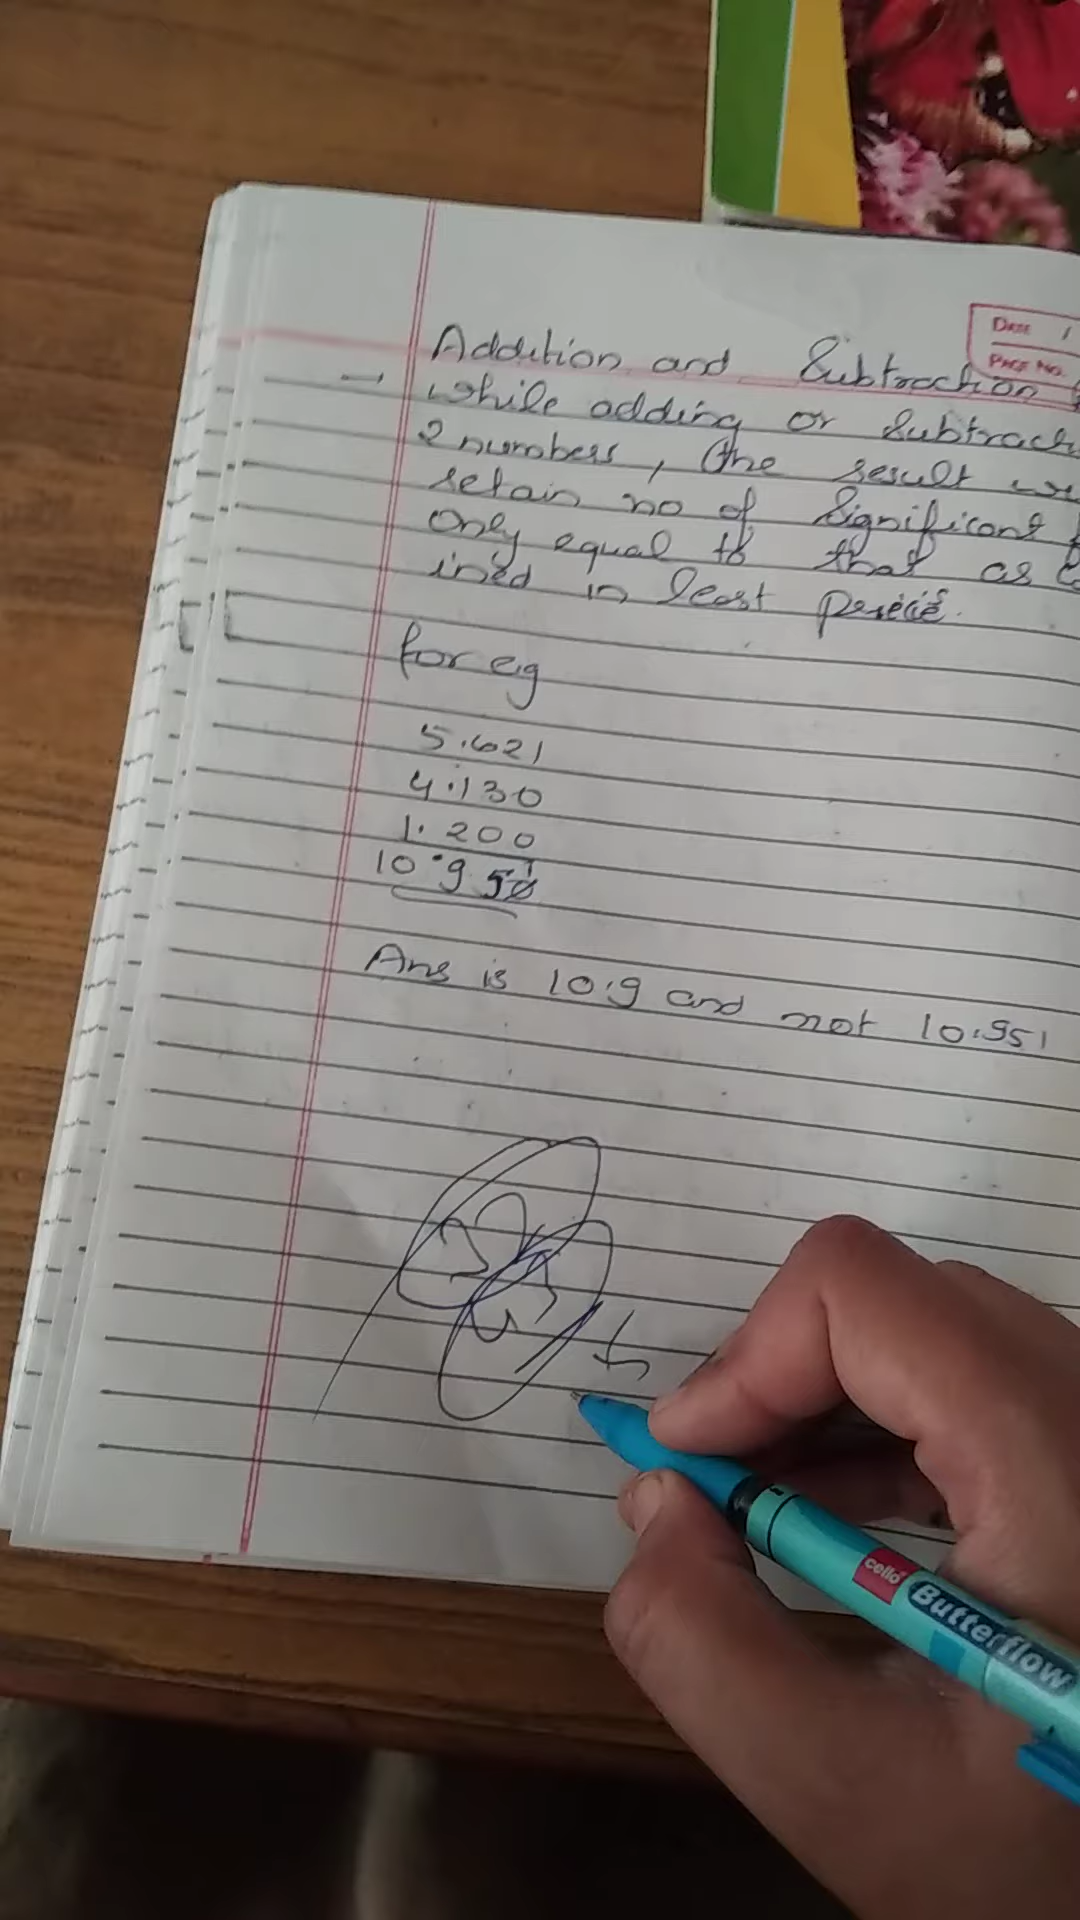 DATE 1
PAGE NO.
Addition and Subtraction
while adding or Subtract
2 numbers, the result
retain no of Significant
only equal to that as
ined in least
for eg
5.621
4.130
1.200
10.95
Ans is 10.9 and not 10.951
cello
Butterflow